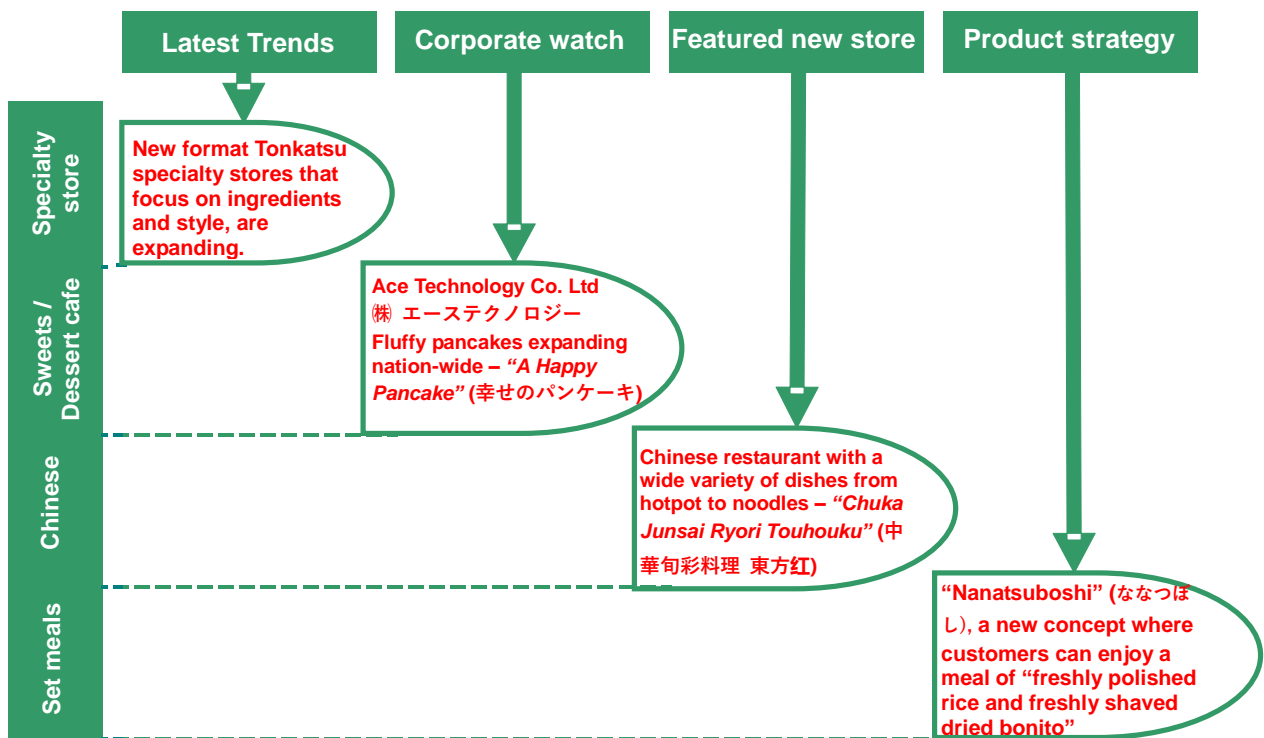 Latest Trends
Corporate watch
Featured new store
Product strategy
Specialty
store
New format Tonkatsu
specialty stores that
focus on ingredients
and style, are
expanding.
Sweets /
Dessert cafe
Ace Technology Co. Ltd
㈱ エーステクノロジー
Fluffy pancakes expanding
nation-wide – “A Happy
Pancake” (幸せのパンケーキ)
Chinese
Chinese restaurant with a
wide variety of dishes from
hotpot to noodles – “Chuka
Junsai Ryori Touhouku” (中
華旬彩料理 東方红)
Set meals
“Nanatsuboshi” (ななつぼ
し), a new concept where
customers can enjoy a
meal of “freshly polished
rice and freshly shaved
dried bonito”